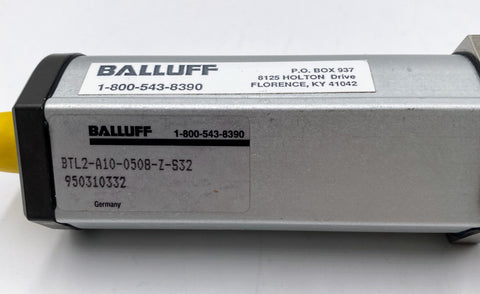 BALLUFF
1-800-543-8390
P.O. BOX 937
8125 HOLTON Drive
FLORENCE, KY 41042
BALLUFF 1-800-543-8390
BTL2-A10-0508-Z-S32
950310332
Germany